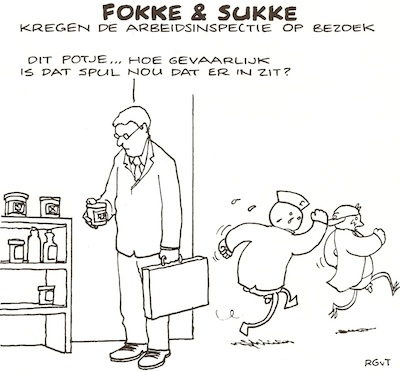 FOKKE & SUKKE
KREGEN DE ARBEIDSINSPECTIE OP BEZOEK
DIT POTJE... HOE GEVAARLIJK
IS DAT SPUL NOU DAT ER IN ZIT?
RGvT